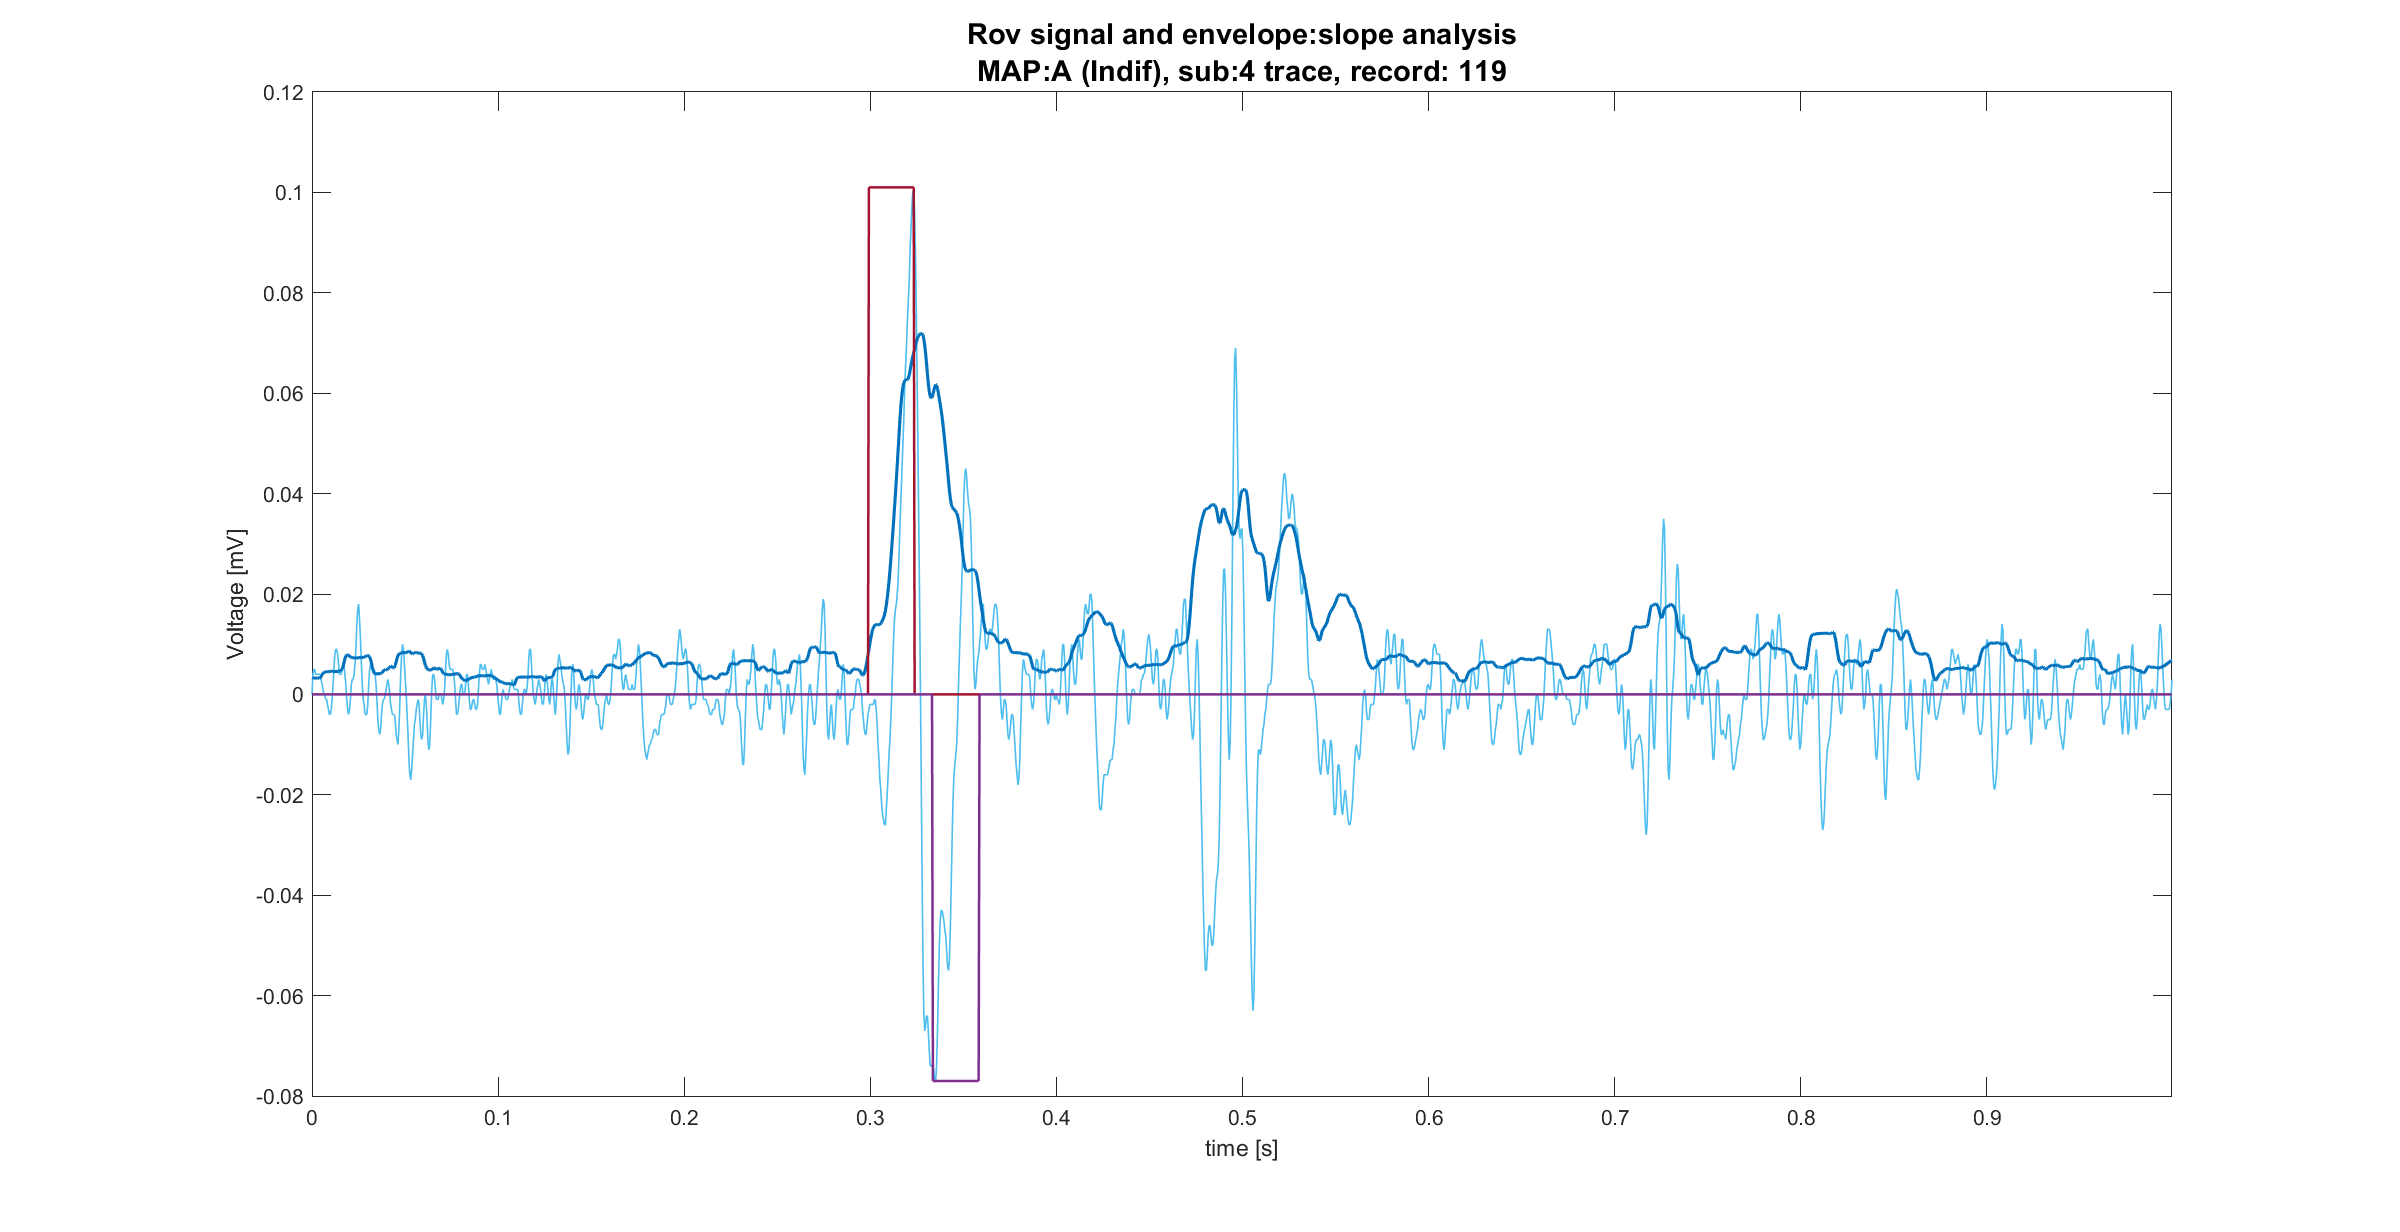 Rov signal and envelope:slope analysis
MAP:A (Indif), sub:4 trace, record: 119
0.12
0.1
0.08
0.06
0.04
0.02
0
-0.02
-0.04
-0.06
-0.08
Voltage [mV]
0 0.1 0.2 0.3 0.4 0.5 0.6 0.7 0.8 0.9
time [s]